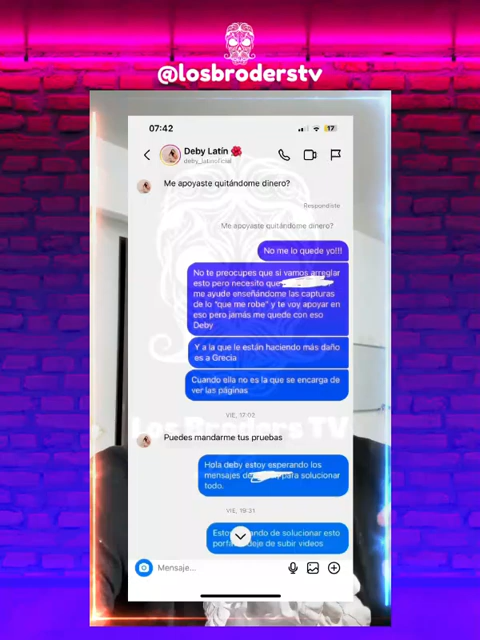 @losbroderstv
07:42
17
Deby Latín
deby_latinoficial
Me apoyaste quitándome dinero?
Respondiste
Me apoyaste quitándome dinero?
No me lo quede yo!!!
No te preocupes que si vamos arreglar
esto pero necesito que
me ayude enseñándome las capturas
de lo “que me robe” y te voy apoyar en
eso pero jamás me quede con eso
Deby
Y a la que le están haciendo más daño
es a Grecia
Cuando ella no es la que se encarga de
ver las páginas
VIE, 17:02
Los Broders TV
Puedes mandarme tus pruebas
Hola deby estoy esperando los
mensajes de para solucionar
todo.
VIE, 19:31
de solucionar esto
deje de subir videos
Mensaje...